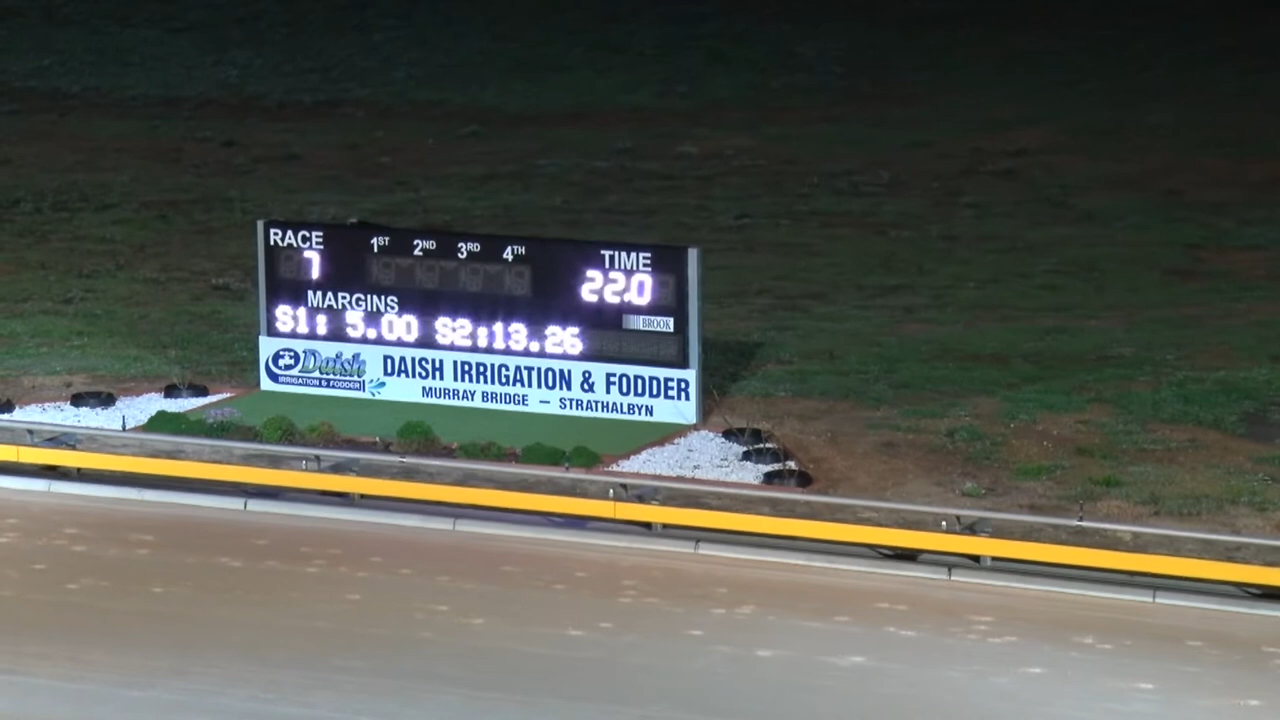 RACE 1ST 2ND 3RD 4TH TIME
7 22.0
MARGINS
BROOK
S1: 5.00 S2:13.26
Daish
IRRIGATION & FODDER
DAISH IRRIGATION & FODDER
MURRAY BRIDGE – STRATHALBYN